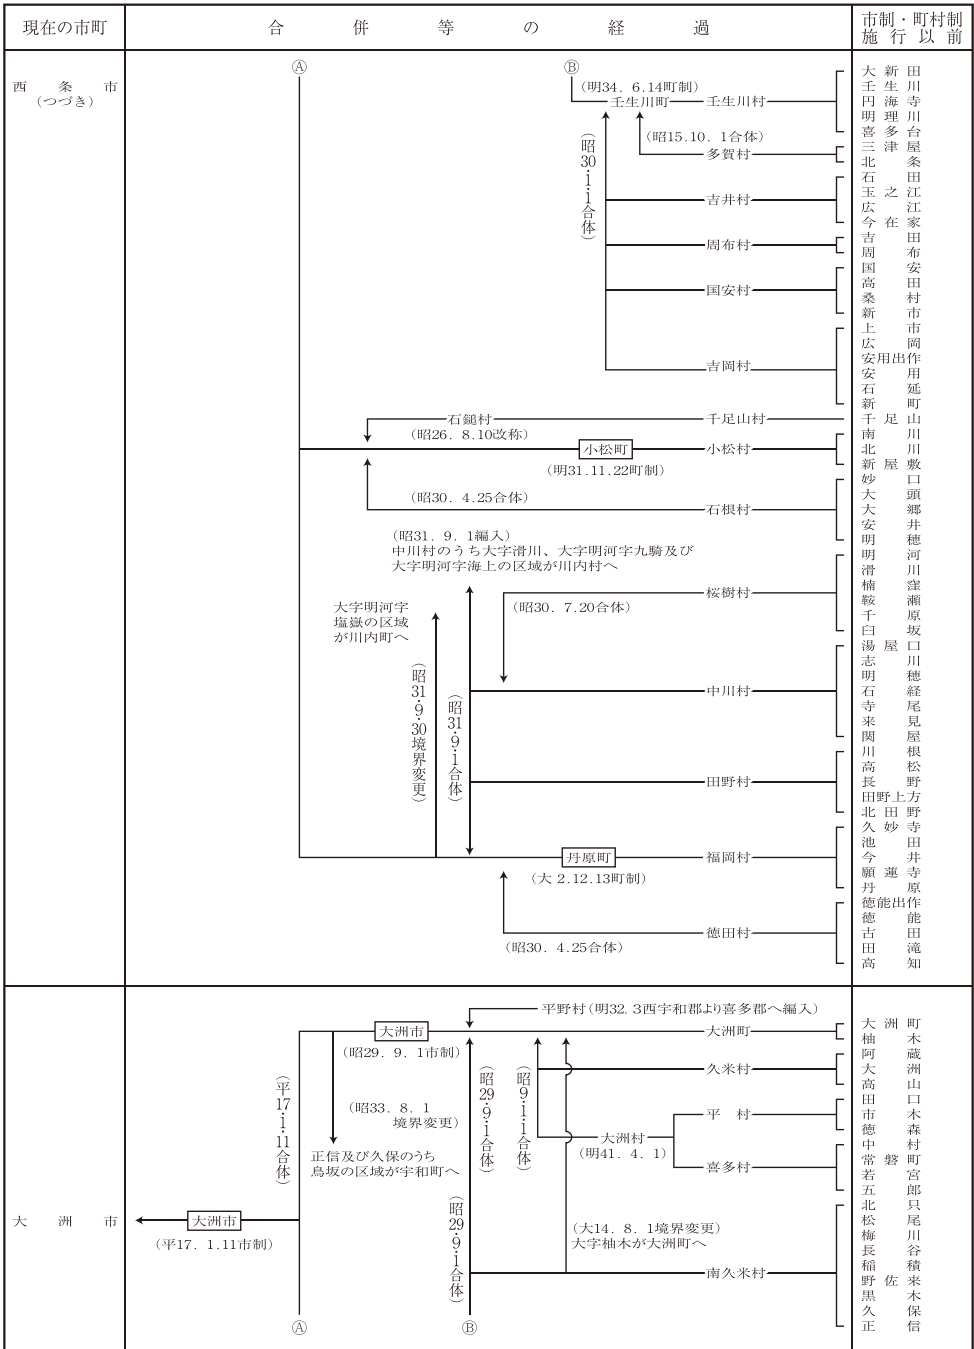 現在の市町
合併等の経過
市制・町村制
施行以前
西条市
(つづき)
Ⓐ
Ⓑ
(明34．6.14町制)
壬生川町
壬生川村
(昭15.10．1合体)
多賀村
(昭30・1・1合体)
吉井村
周布村
国安村
吉岡村
大新田
壬生川
円海寺
明理川
喜多台
三津屋
北条
石田
玉之江
広江
今在家
吉田
周布
国安
高田
桑村
新市
上市
広岡
安用出作
安用
石延
新町
千足山
南川
北川
新屋敷
妙口
大頭
大郷
安井
明穂
明河
滑川
楠窪
鞍瀬
千原
臼坂
湯屋口
志川
明穂
石経
寺尾
来見
関屋
川根
高松
長野
田野上方
北田野
久妙寺
池田
今井
願蓮寺
丹原
徳能出作
徳能
古田
田滝
高知
石鎚村
千足山村
(昭26．8.10改称)
小松町
小松村
(明31.11.22町制)
(昭30．4.25合体)
石根村
(昭31．9．1編入)
中川村のうち大字滑川、大字明河字九騎及び
大字明河字海上の区域が川内村へ
大字明河字
塩嶽の区域
が川内町へ
桜樹村
(昭30．7.20合体)
(昭31・9・30境界変更)
(昭31・9・1合体)
中川村
田野村
丹原町
福岡村
(大 2.12.13町制)
徳田村
(昭30．4.25合体)
平野村(明32．3西宇和郡より喜多郡へ編入)
大洲市
大洲町
(昭29．9．1市制)
久米村
(平17・1・11合体)
(昭33．8．1
境界変更)
(昭29・9・1合体)
(昭9・1・1合体)
平村
大洲村
(明41．4．1)
喜多村
正信及び久保のうち
鳥坂の区域が宇和町へ
大洲市
大洲市
(平17．1.11市制)
(昭29・9・1合体)
(大14．8．1境界変更)
大字柚木が大洲町へ
南久米村
Ⓐ
Ⓑ
大洲町
柚木
阿蔵
大洲
高山
田口
市木
徳森
中村
常磐町
若宮
五郎
北只
松尾
梅川
長谷
稲積
野佐来
黒木
久保
正信